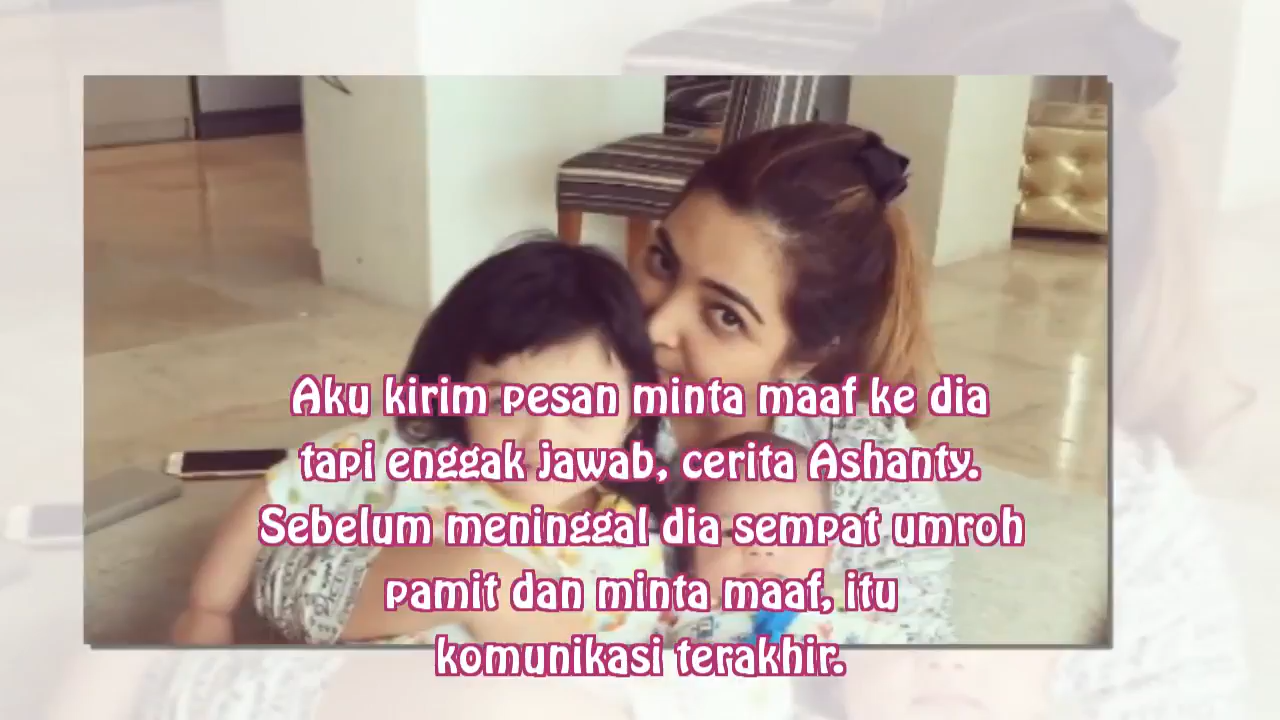 Aku kirim pesan minta maaf ke dia
tapi enggak jawab, cerita Ashanty.
Sebelum meninggal dia sempat umroh
pamit dan minta maaf, itu
komunikasi terakhir.